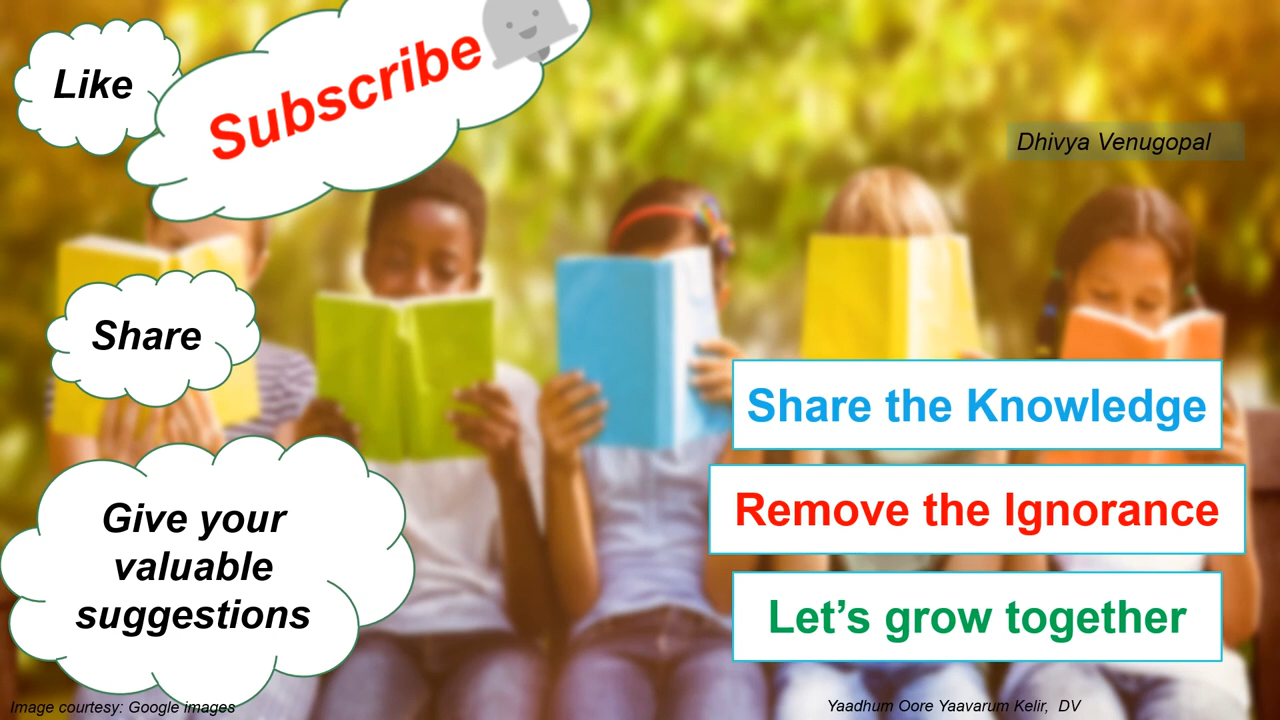 Like
Subscribe
Dhivya Venugopal
Share
Share the Knowledge
Remove the Ignorance
Let’s grow together
Give your
valuable
suggestions
Image courtesy: Google images
Yaadhum Oore Yaavarum Kelir, DV